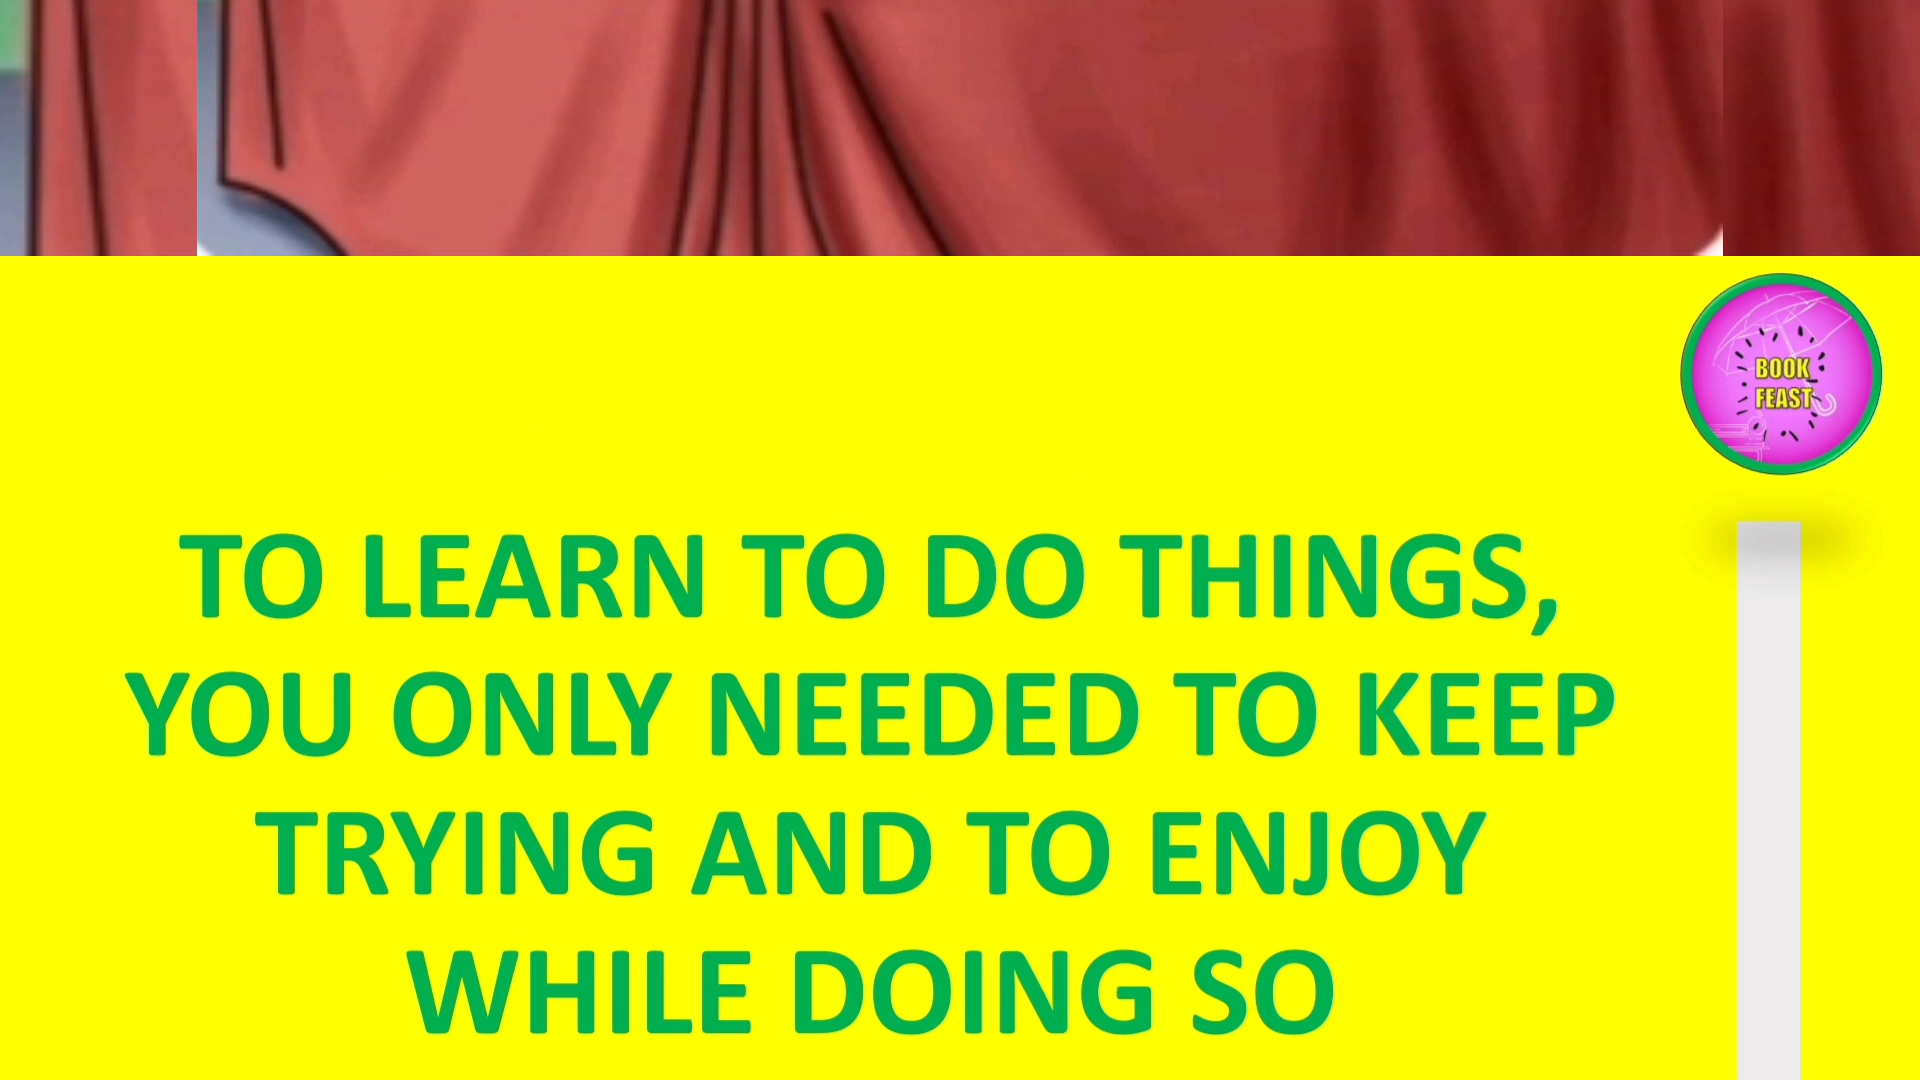 BOOK
FEAST
TO LEARN TO DO THINGS,
YOU ONLY NEEDED TO KEEP
TRYING AND TO ENJOY
WHILE DOING SO